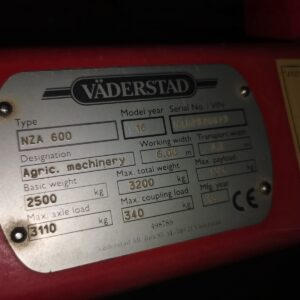 VÄDERSTAD
Type Model year Serial No. / VIN
NZA 600 16
Designation Working width Transport width
Agric. machinery 6.00 m
Basic weight Max. total weight Max. payload
2500 kg 3200 kg
Max. axle load Max. coupling load Mfg. year
3110 kg 340 kg CE
498786